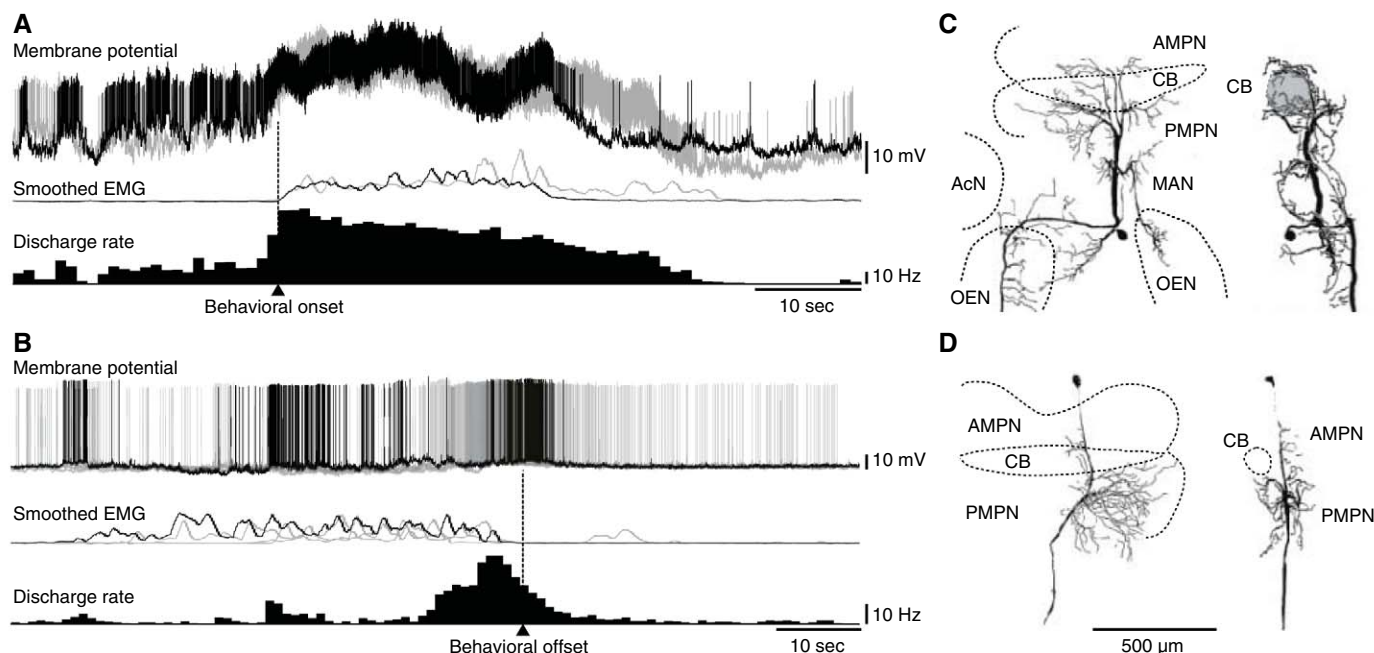 A
Membrane potential
10 mV
Smoothed EMG
Discharge rate
10 Hz
Behavioral onset
10 sec
B
Membrane potential
10 mV
Smoothed EMG
Discharge rate
10 Hz
Behavioral offset
10 sec
C
AMPN
CB
CB
PMPN
AcN
MAN
OEN
OEN
D
AMPN
CB
AMPN
CB
PMPN
PMPN
500 µm